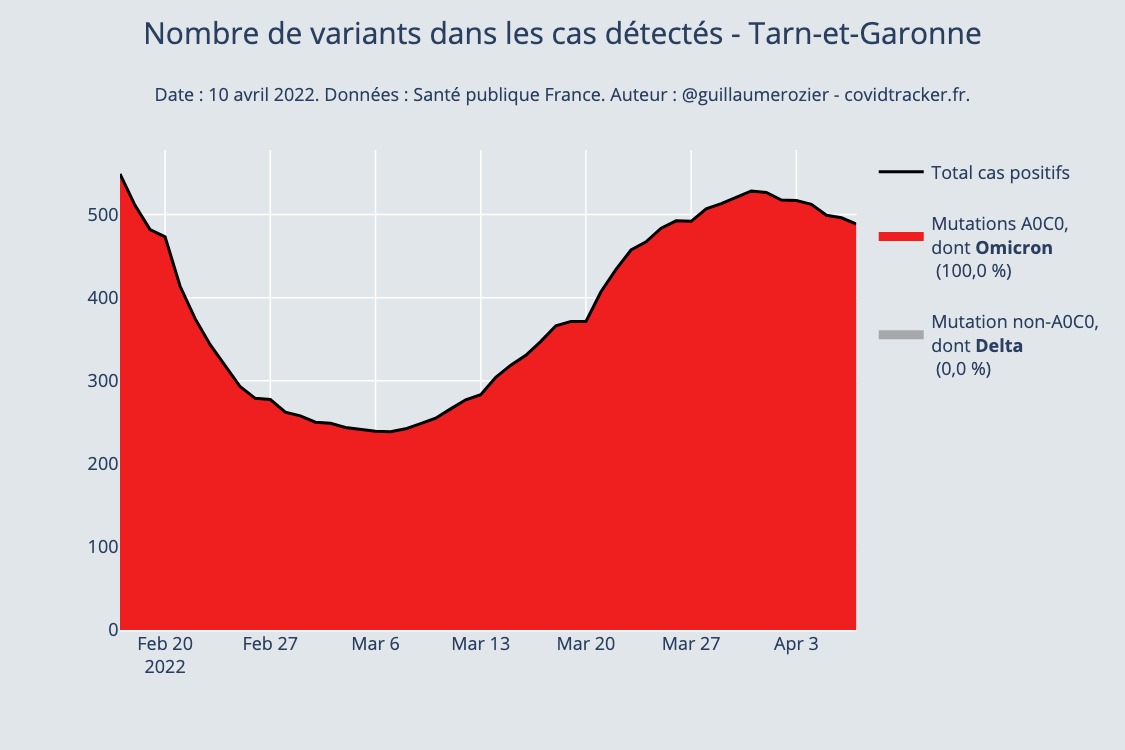 Nombre de variants dans les cas détectés - Tarn-et-Garonne
Date : 10 avril 2022. Données : Santé publique France. Auteur : @guillaumerozier - covidtracker.fr.
Total cas positifs
Mutations A0C0,
dont Omicron
(100,0 %)
Mutation non-A0C0,
dont Delta
(0,0 %)
500
400
300
200
100
0
Feb 20
2022
Feb 27
Mar 6
Mar 13
Mar 20
Mar 27
Apr 3